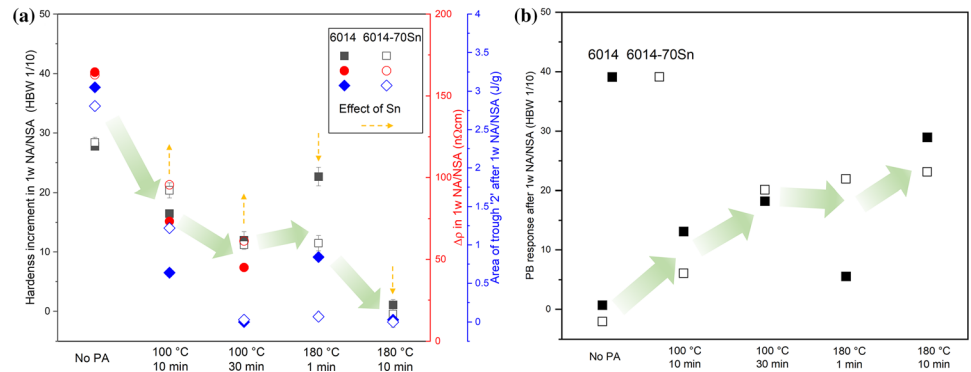 (a)
Hardenss increment in 1w NA/NSA (HBW 1/10)
50
40
30
20
10
0
No PA
100 °C
10 min
100 °C
30 min
180 °C
1 min
180 °C
10 min
6014 6014-70Sn
Effect of Sn
200
150
100
50
0
Δρ in 1w NA/NSA (nΩcm)
4
3.5
3
2.5
2
1.5
1
0.5
0
Area of trough '2' after 1w NA/NSA (J/g)
(b)
PB response after 1w NA/NSA (HBW 1/10)
50
40
30
20
10
0
6014 6014-70Sn
No PA
100 °C
10 min
100 °C
30 min
180 °C
1 min
180 °C
10 min